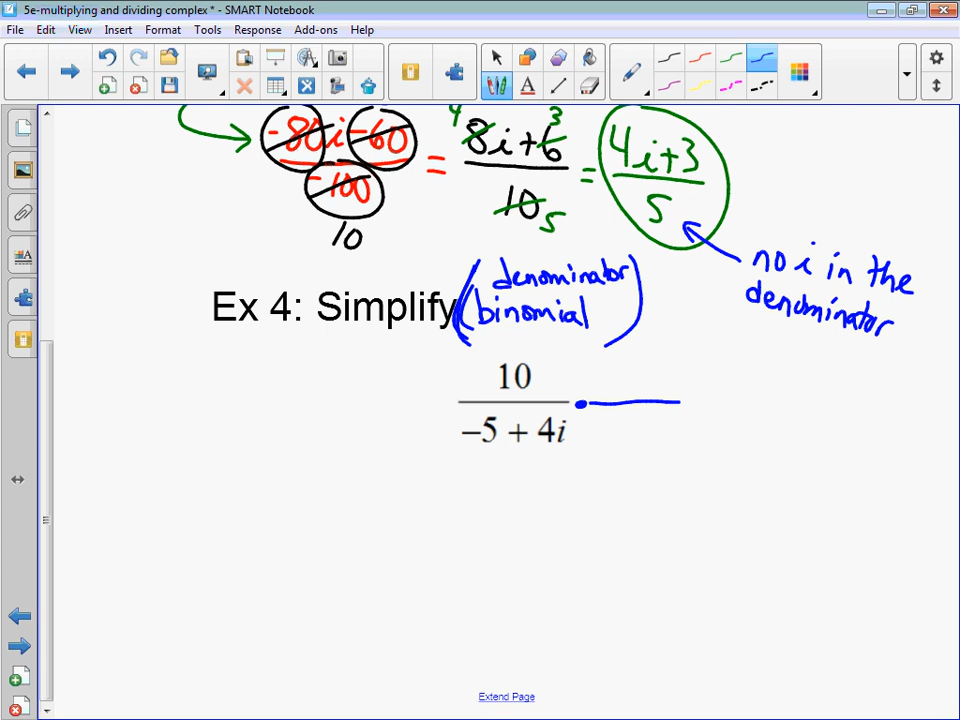 5e-multiplying and dividing complex * - SMART Notebook
File Edit View Insert Format Tools Response Add-ons Help
-80i -60 = 8i+6 = 4i+3
4 3
-100 10 5 5
10
no i in the
denominator
(denominator
Ex 4: Simplify (binomial )
10
-5 + 4i •
Extend Page